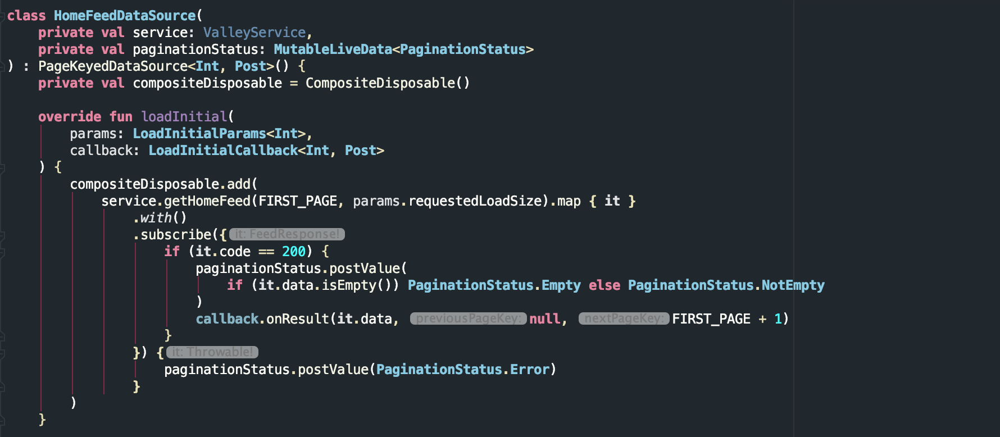 class HomeFeedDataSource(
    private val service: ValleyService,
    private val paginationStatus: MutableLiveData<PaginationStatus>
) : PageKeyedDataSource<Int, Post>() {
    private val compositeDisposable = CompositeDisposable()

    override fun loadInitial(
        params: LoadInitialParams<Int>,
        callback: LoadInitialCallback<Int, Post>
    ) {
        compositeDisposable.add(
            service.getHomeFeed(FIRST_PAGE, params.requestedLoadSize).map { it }
                .with()
                .subscribe({ it: FeedResponse!
                    if (it.code == 200) {
                        paginationStatus.postValue(
                            if (it.data.isEmpty()) PaginationStatus.Empty else PaginationStatus.NotEmpty
                        )
                        callback.onResult(it.data, previousPageKey: null, nextPageKey: FIRST_PAGE + 1)
                    }
                }) { it: Throwable!
                    paginationStatus.postValue(PaginationStatus.Error)
                }
        )
    }